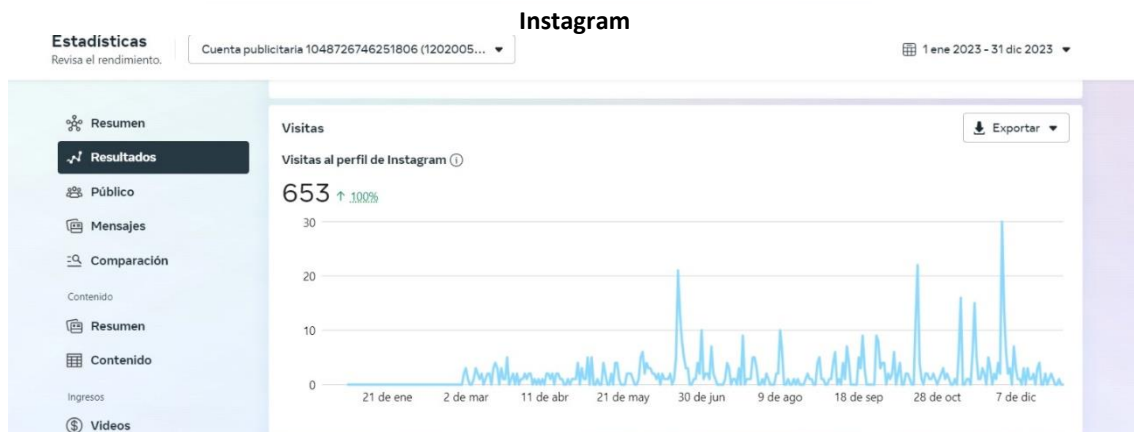 Instagram
Estadísticas
Revisa el rendimiento.
Cuenta publicitaria 1048726746251806 (1202005...
1 ene 2023 - 31 dic 2023
Resumen
Resultados
Público
Mensajes
Comparación
Contenido
Resumen
Contenido
Ingresos
Videos
Visitas
Exportar
Visitas al perfil de Instagram
653 ↑ 100%
30
20
10
0
21 de ene 2 de mar 11 de abr 21 de may 30 de jun 9 de ago 18 de sep 28 de oct 7 de dic